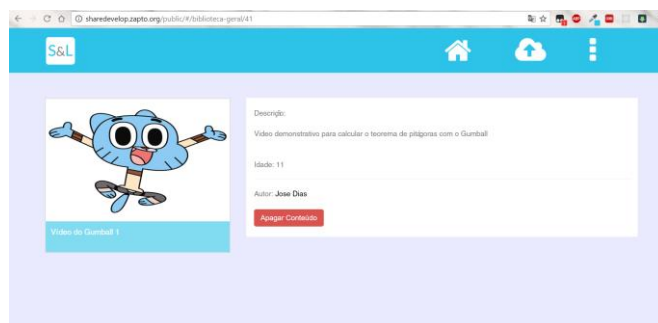 sharedevelop.zapto.org/public/#/biblioteca-geral/41
S&L
Descrição:
Video demonstrativo para calcular o teorema de pitágoras com o Gumball
Idade: 11
Autor: Jose Dias
Apagar Conteúdo
Vídeo do Gumball 1